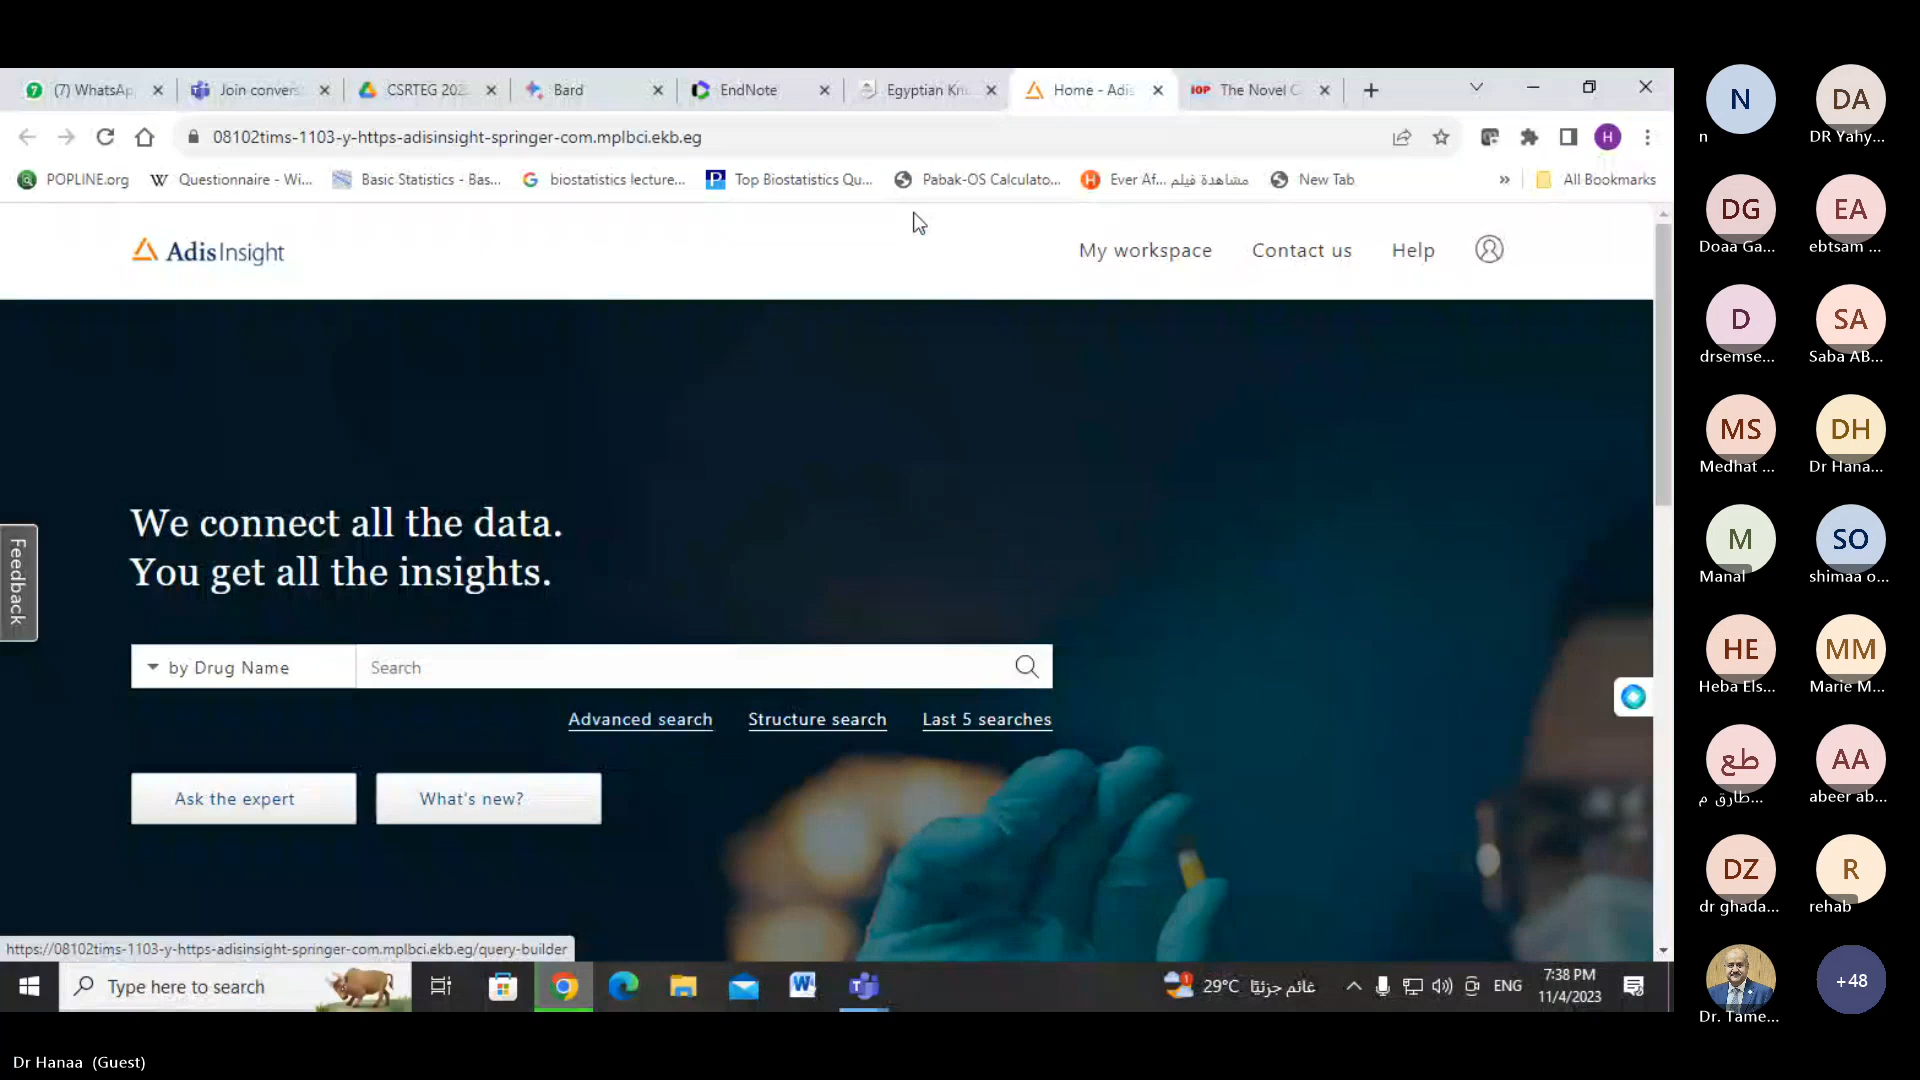 (7) WhatsAp
Join convers
CSRTEG 202
Bard
EndNote
Egyptian Kn
Home - Adis
IOP The Novel C
08102tims-1103-y-https-adisinsight-springer-com.mplbci.ekb.eg
H
POPLINE.org
W Questionnaire - Wi...
Basic Statistics - Bas...
G biostatistics lecture...
P Top Biostatistics Qu...
Pabak-OS Calculato...
H Ever Af... مشاهدة فيلم
New Tab
»
All Bookmarks
AdisInsight
My workspace
Contact us
Help
We connect all the data.
You get all the insights.
Feedback
by Drug Name
Search
Advanced search
Structure search
Last 5 searches
Ask the expert
What's new?
https://08102tims-1103-y-https-adisinsight-springer-com.mplbci.ekb.eg/query-builder
Type here to search
29°C غائم جزئيًا
ENG
7:38 PM
11/4/2023
N
n
DA
DR Yahy...
DG
Doaa Ga...
EA
ebtsam ...
D
drsemse...
SA
Saba AB...
MS
Medhat ...
DH
Dr Hana...
M
Manal
SO
shimaa o...
HE
Heba Els...
MM
Marie M...
طع
طارق م...
AA
abeer ab...
DZ
dr ghada...
R
rehab
Dr. Tame...
+48
Dr Hanaa (Guest)